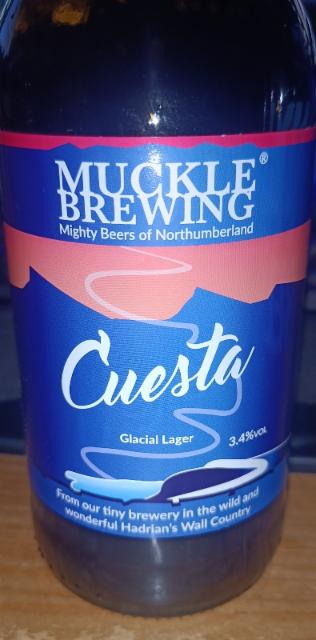 MUCKLE®
BREWING
Mighty Beers of Northumberland
Cuesta
Glacial Lager 3.4%VOL
From our tiny brewery in the wild and
wonderful Hadrian's Wall Country